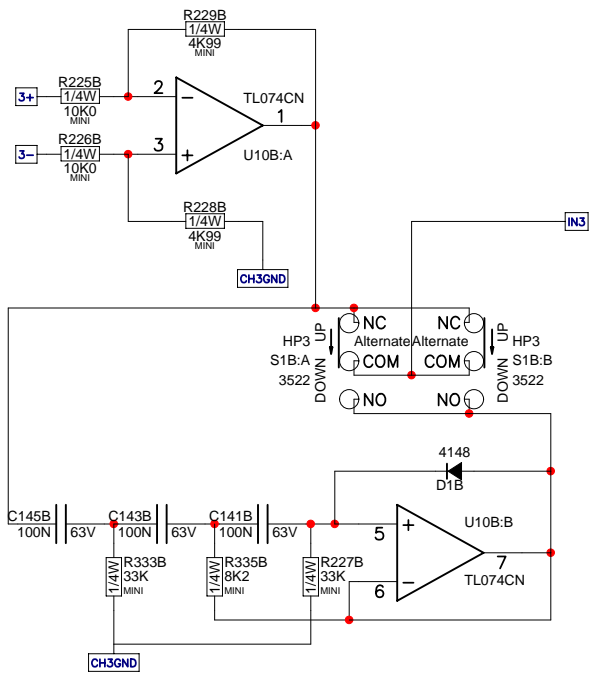 R229B
1/4W
4K99
MINI
R225B
3+
1/4W
10K0
MINI
2
TL074CN
1
R226B
3
3-
1/4W
10K0
MINI
U10B:A
R228B
1/4W
4K99
MINI
IN3
CH3GND
UP
NC
NC
UP
HP3
AlternateAlternate
HP3
S1B:A
COM
COM
S1B:B
3522
DOWN
DOWN
3522
NO
NO
4148
D1B
C145B
C143B
C141B
U10B:B
100N
63V
100N
63V
100N
63V
5
7
TL074CN
6
R333B
1/4W
33K
MINI
R335B
1/4W
8K2
MINI
R227B
1/4W
33K
MINI
CH3GND